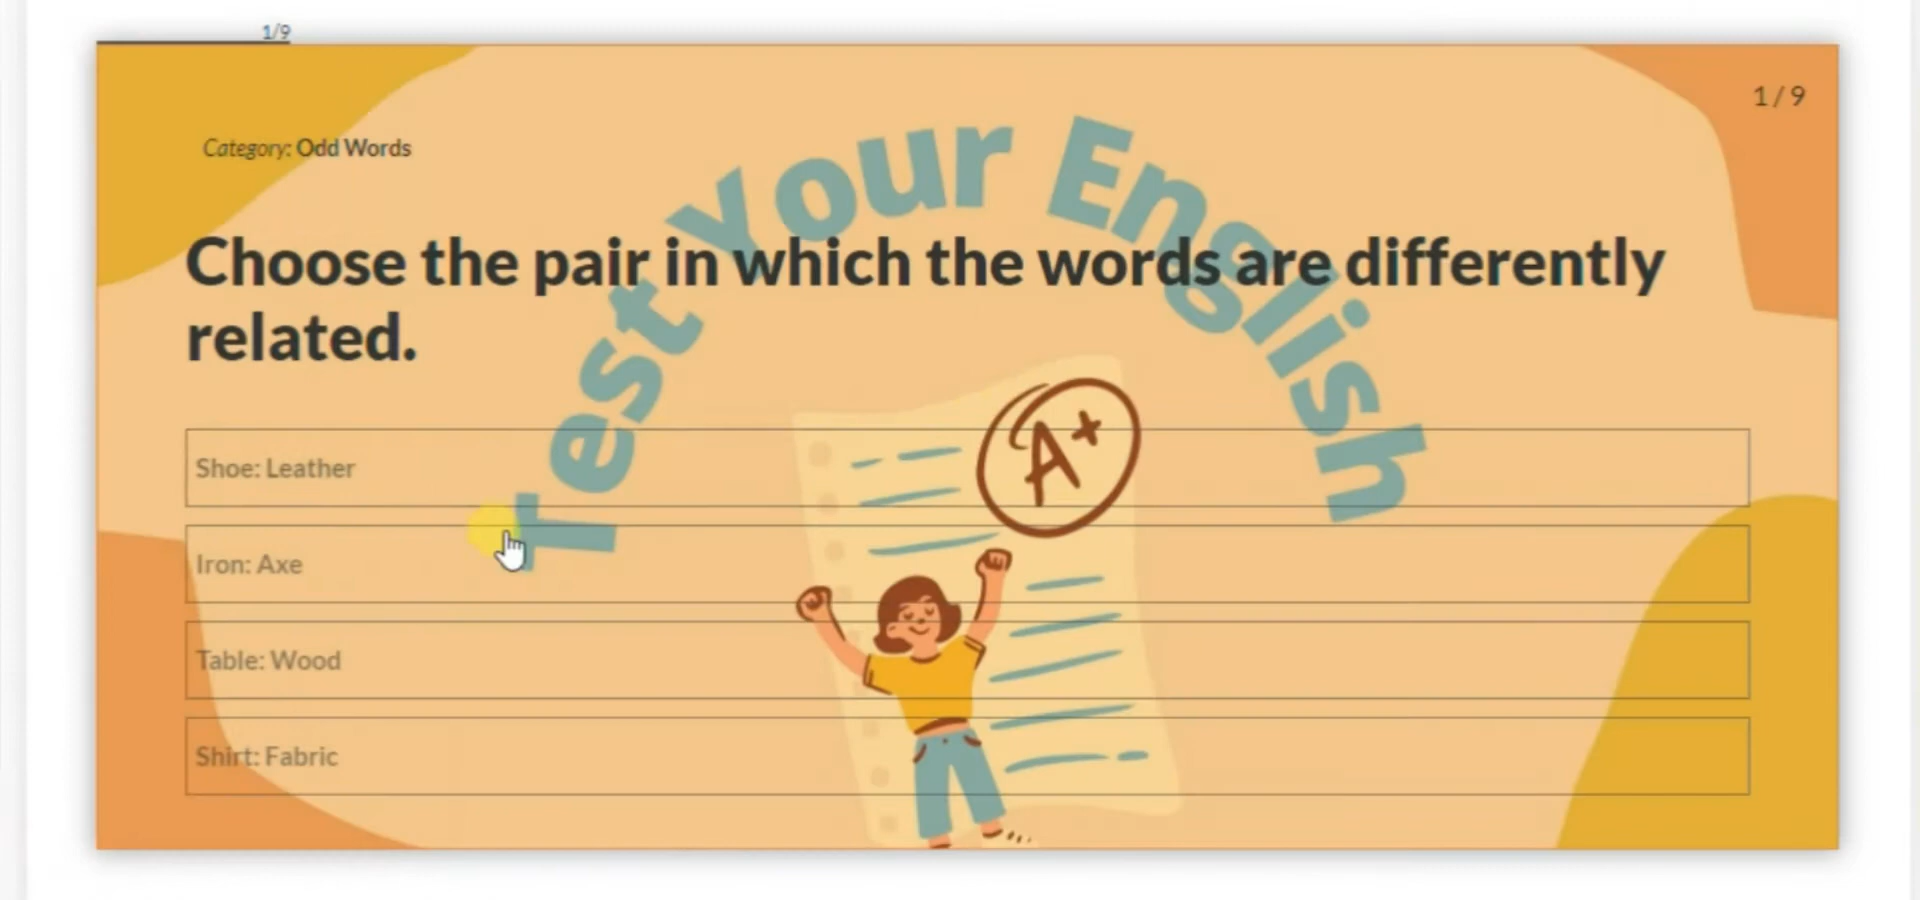 1/9
1 / 9
Category: Odd Words
Test Your English
Choose the pair in which the words are differently
related.
A+
Shoe: Leather
Iron: Axe
Table: Wood
Shirt: Fabric